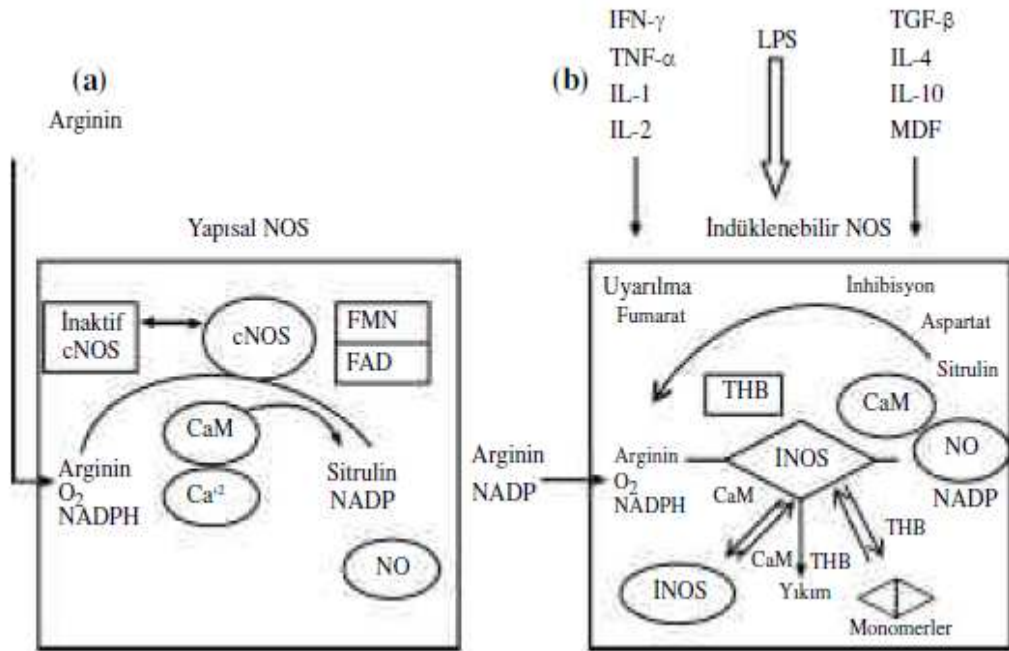 (a)
Arginin
Yapısal NOS
İnaktif
cNOS
cNOS
FMN
FAD
CaM
Ca⁺²
Arginin
O₂
NADPH
Sitrulin
NADP
NO
(b)
IFN-γ
TNF-α
IL-1
IL-2
LPS
TGF-β
IL-4
IL-10
MDF
İndüklenebilir NOS
Uyarılma
Fumarat
İnhibisyon
Aspartat
Sitrulin
THB
CaM
NO
NADP
Arginin
NADP
Arginin
O₂
NADPH
İNOS
CaM
THB
CaM
THB
İNOS
Yıkım
Monomerler